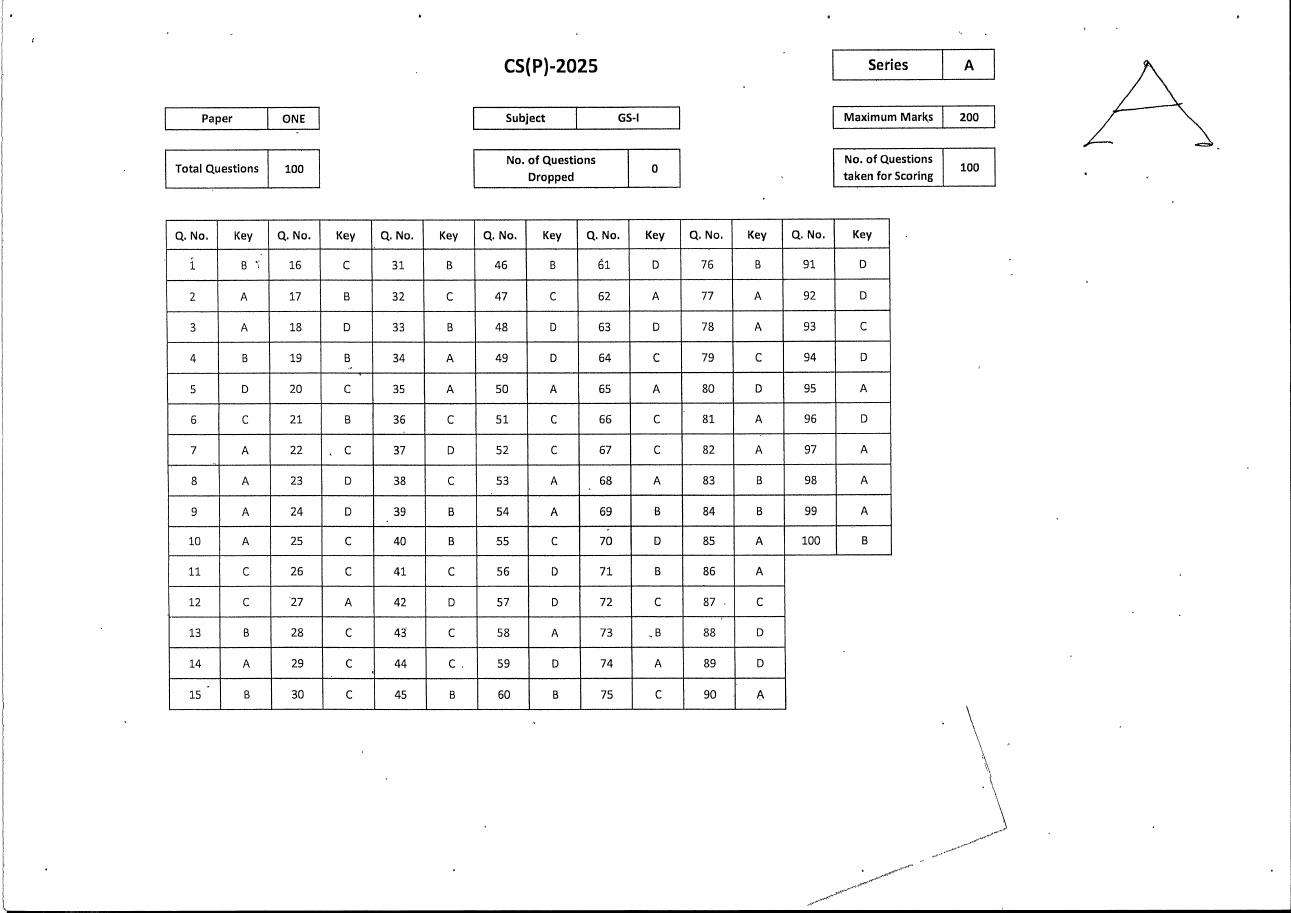 CS(P)-2025
Series A
A
Paper ONE
Subject GS-I
Maximum Marks 200
Total Questions 100
No. of Questions Dropped 0
No. of Questions taken for Scoring 100
Q. No. Key Q. No. Key Q. No. Key Q. No. Key Q. No. Key Q. No. Key Q. No. Key
1 B 16 C 31 B 46 B 61 D 76 B 91 D
2 A 17 B 32 C 47 C 62 A 77 A 92 D
3 A 18 D 33 B 48 D 63 D 78 A 93 C
4 B 19 B 34 A 49 D 64 C 79 C 94 D
5 D 20 C 35 A 50 A 65 A 80 D 95 A
6 C 21 B 36 C 51 C 66 C 81 A 96 D
7 A 22 C 37 D 52 C 67 C 82 A 97 A
8 A 23 D 38 C 53 A 68 A 83 B 98 A
9 A 24 D 39 B 54 A 69 B 84 B 99 A
10 A 25 C 40 B 55 C 70 D 85 A 100 B
11 C 26 C 41 C 56 D 71 B 86 A
12 C 27 A 42 D 57 D 72 C 87 C
13 B 28 C 43 C 58 A 73 B 88 D
14 A 29 C 44 C 59 D 74 A 89 D
15 B 30 C 45 B 60 B 75 C 90 A